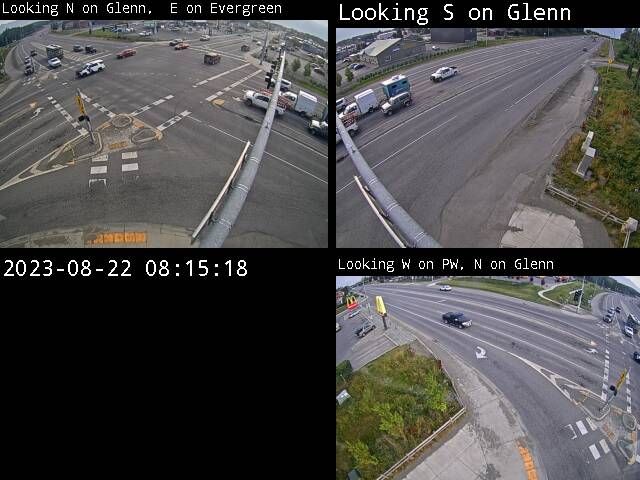 Looking N on Glenn,  E on Evergreen
Looking S on Glenn
2023-08-22 08:15:18
Looking W on PW, N on Glenn